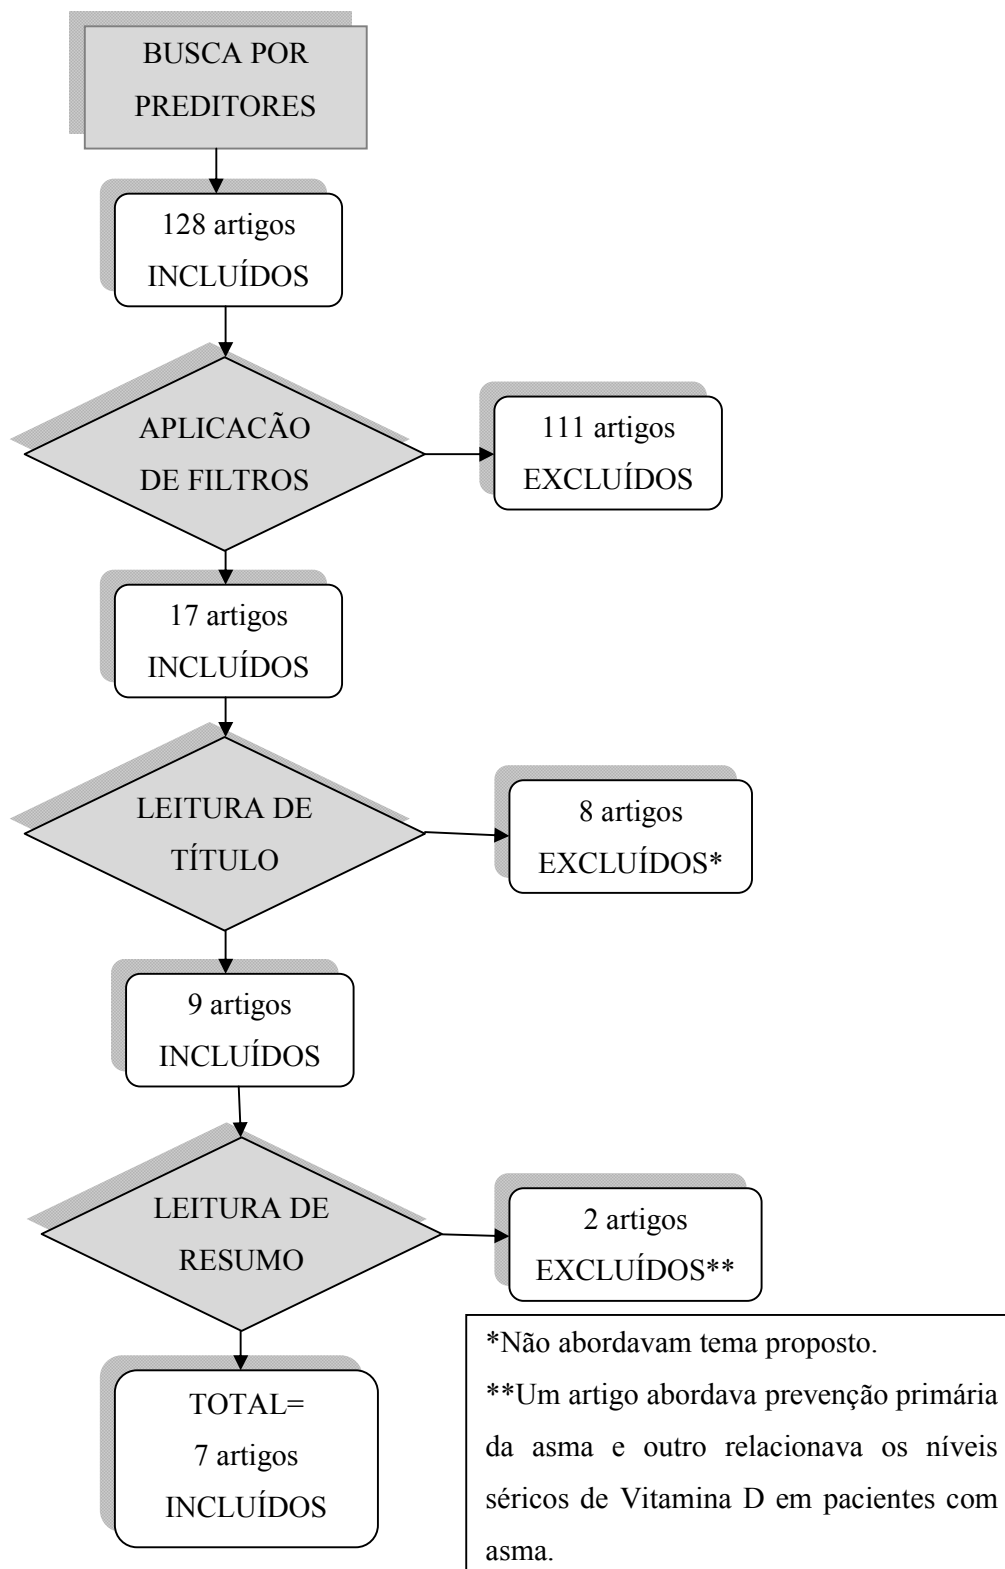 BUSCA POR
PREDITORES
128 artigos
INCLUÍDOS
APLICACÃO
DE FILTROS
111 artigos
EXCLUÍDOS
17 artigos
INCLUÍDOS
LEITURA DE
TÍTULO
8 artigos
EXCLUÍDOS*
9 artigos
INCLUÍDOS
LEITURA DE
RESUMO
2 artigos
EXCLUÍDOS**
TOTAL=
7 artigos
INCLUÍDOS
*Não abordavam tema proposto.
**Um artigo abordava prevenção primária
da asma e outro relacionava os níveis
séricos de Vitamina D em pacientes com
asma.